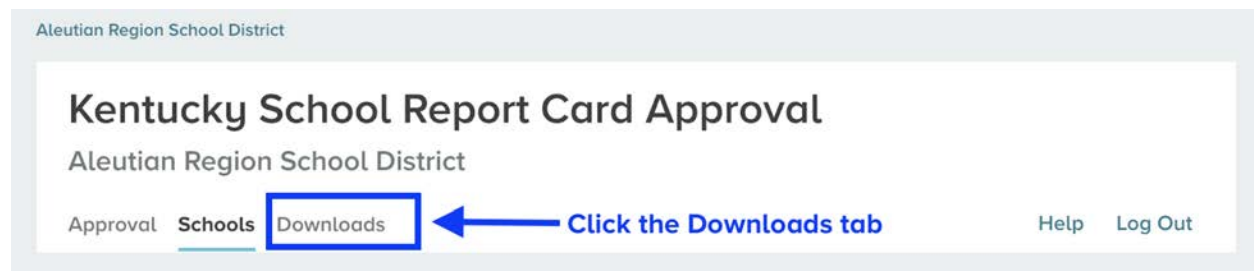 Aleutian Region School District
Kentucky School Report Card Approval
Aleutian Region School District
Approval Schools Downloads Click the Downloads tab Help Log Out